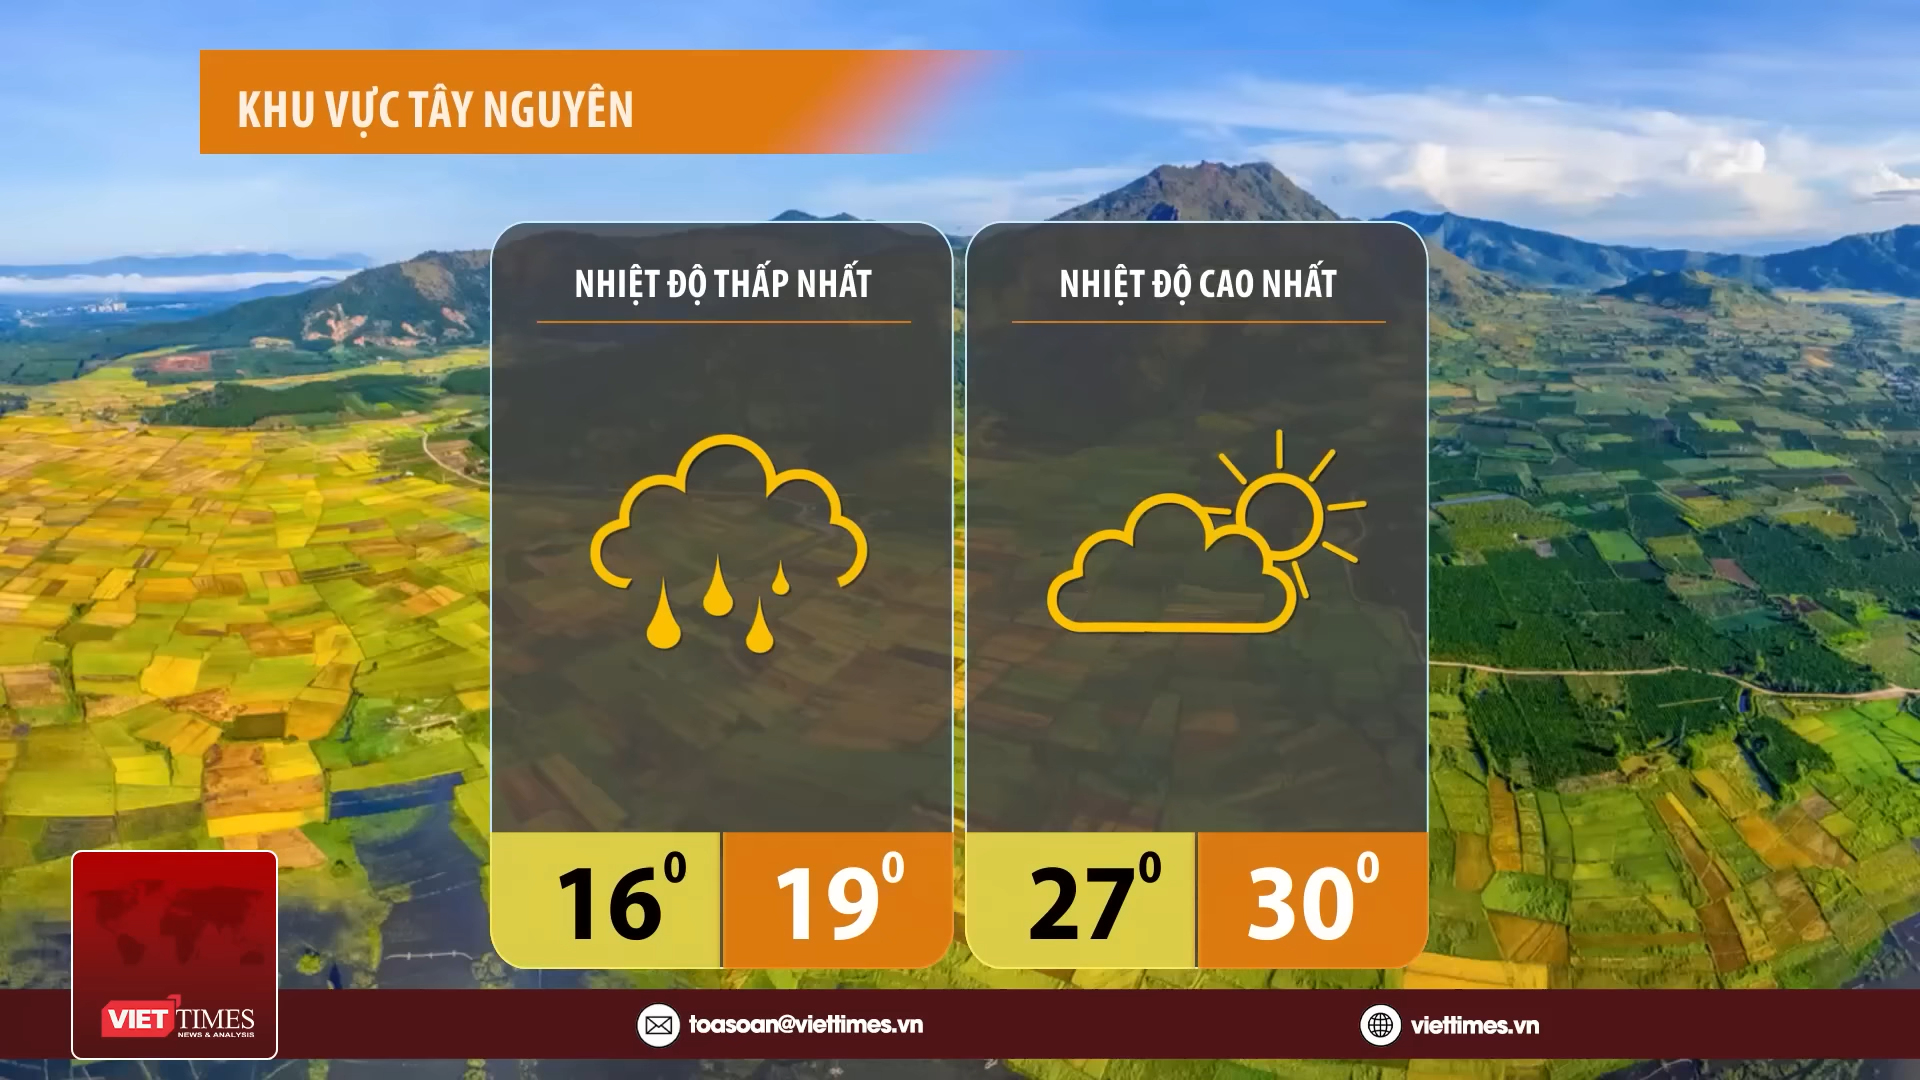 KHU VỰC TÂY NGUYÊN
NHIỆT ĐỘ THẤP NHẤT
NHIỆT ĐỘ CAO NHẤT
16⁰
19⁰
27⁰
30⁰
VIETTIMES
NEWS & ANALYSIS
toasoan@viettimes.vn
viettimes.vn